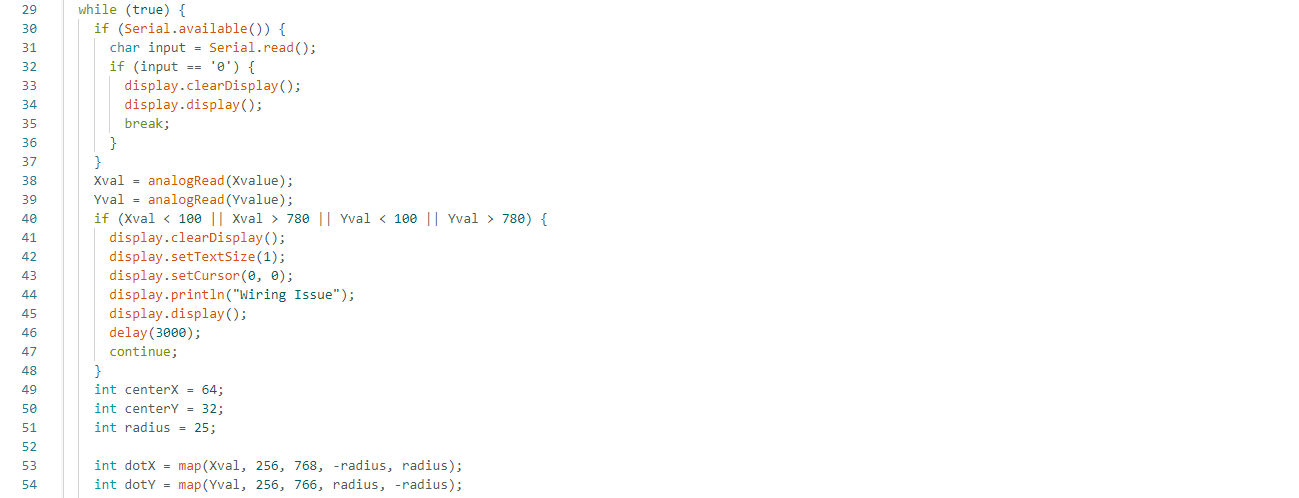 29 while (true) {
30 if (Serial.available()) {
31 char input = Serial.read();
32 if (input == '0') {
33 display.clearDisplay();
34 display.display();
35 break;
36 }
37 }
38 Xval = analogRead(Xvalue);
39 Yval = analogRead(Yvalue);
40 if (Xval < 100 || Xval > 780 || Yval < 100 || Yval > 780) {
41 display.clearDisplay();
42 display.setTextSize(1);
43 display.setCursor(0, 0);
44 display.println("Wiring Issue");
45 display.display();
46 delay(3000);
47 continue;
48 }
49 int centerX = 64;
50 int centerY = 32;
51 int radius = 25;
52
53 int dotX = map(Xval, 256, 768, -radius, radius);
54 int dotY = map(Yval, 256, 766, radius, -radius);